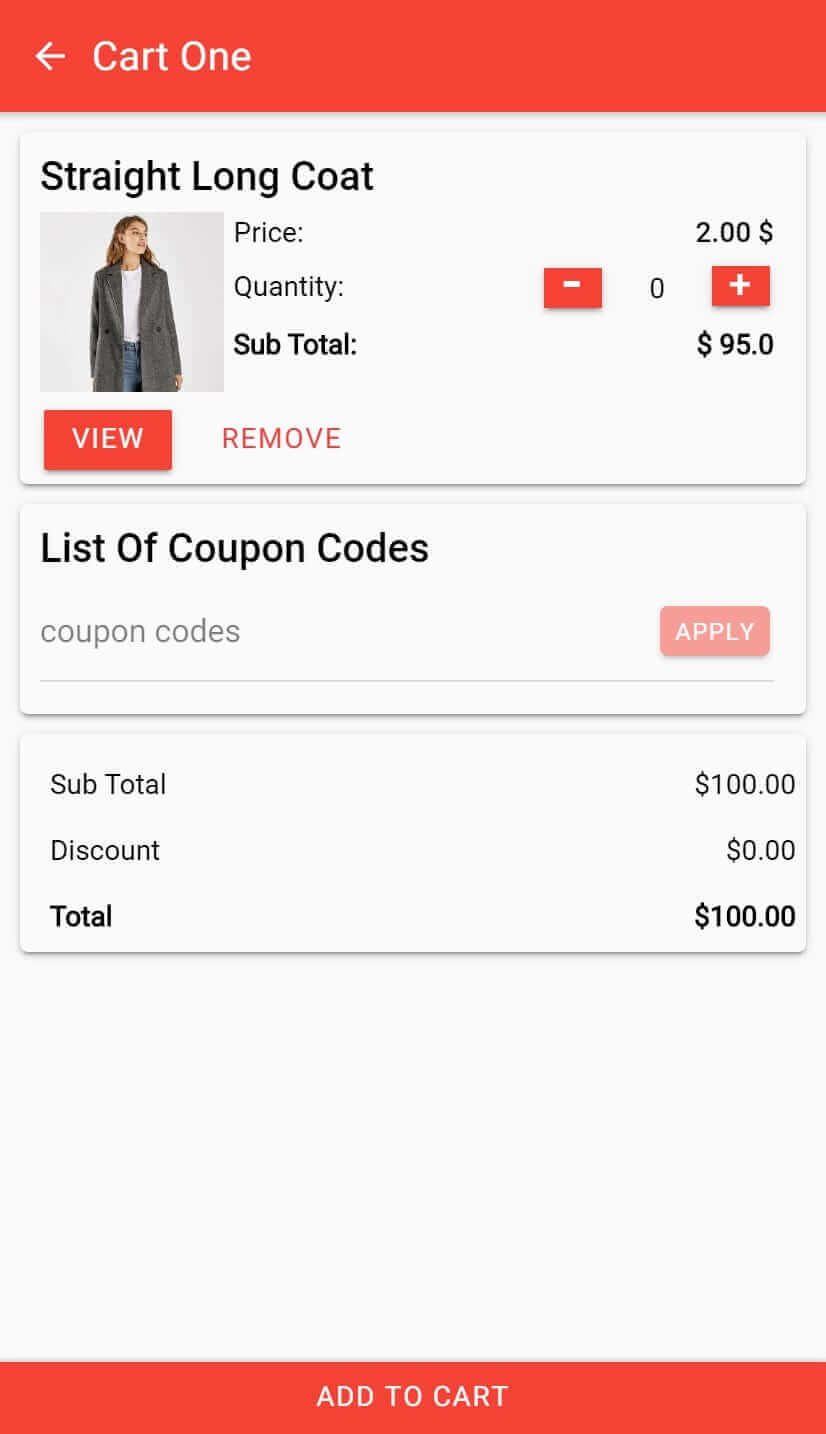 Cart One
Straight Long Coat
Price: 2.00 $
Quantity: - 0 +
Sub Total: $ 95.0
VIEW REMOVE
List Of Coupon Codes
coupon codes APPLY
Sub Total $100.00
Discount $0.00
Total $100.00
ADD TO CART